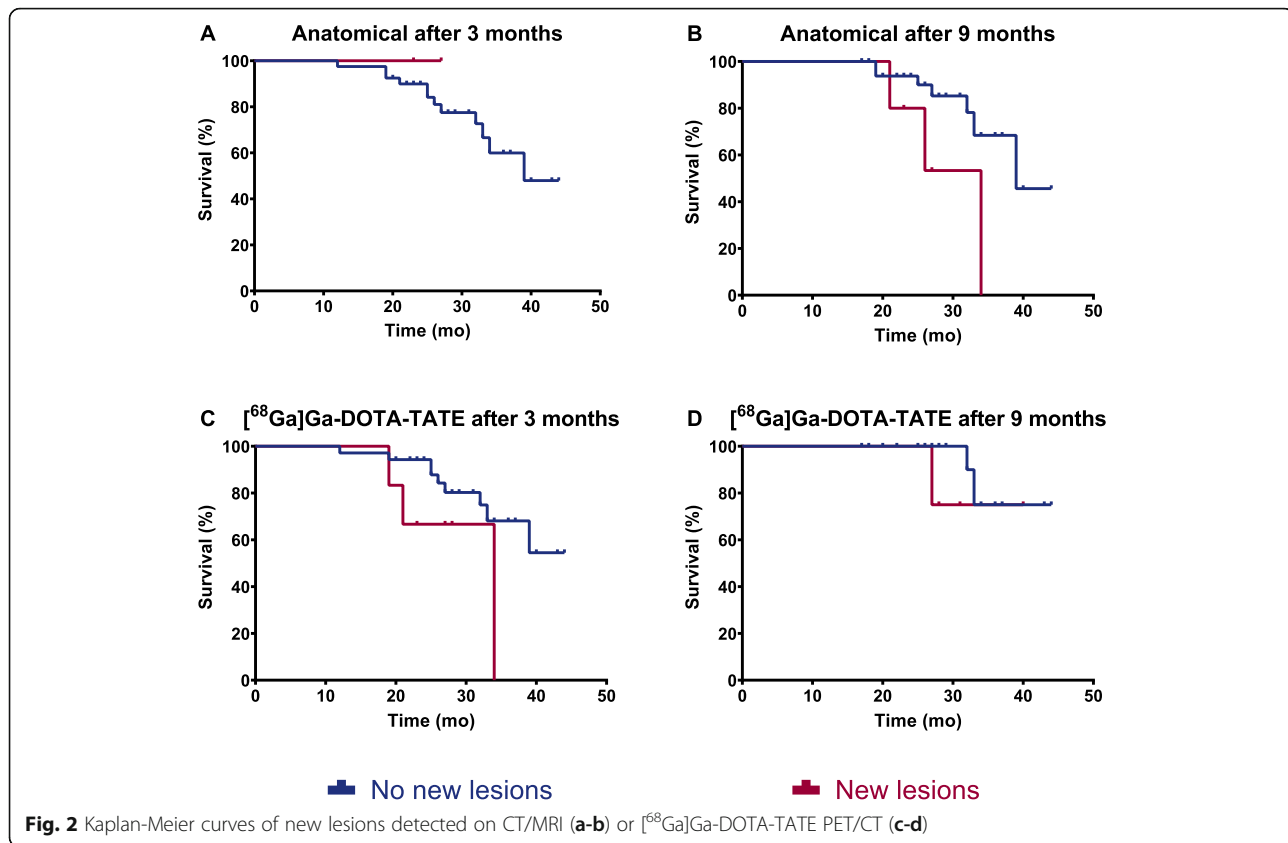 A Anatomical after 3 months
100
80
60
40
20
0
Survival (%)
0 10 20 30 40 50
Time (mo)
B Anatomical after 9 months
100
80
60
40
20
0
Survival (%)
0 10 20 30 40 50
Time (mo)
C [⁶⁸Ga]Ga-DOTA-TATE after 3 months
100
80
60
40
20
0
Survival (%)
0 10 20 30 40 50
Time (mo)
D [⁶⁸Ga]Ga-DOTA-TATE after 9 months
100
80
60
40
20
0
Survival (%)
0 10 20 30 40 50
Time (mo)
No new lesions New lesions
Fig. 2 Kaplan-Meier curves of new lesions detected on CT/MRI (a-b) or [⁶⁸Ga]Ga-DOTA-TATE PET/CT (c-d)